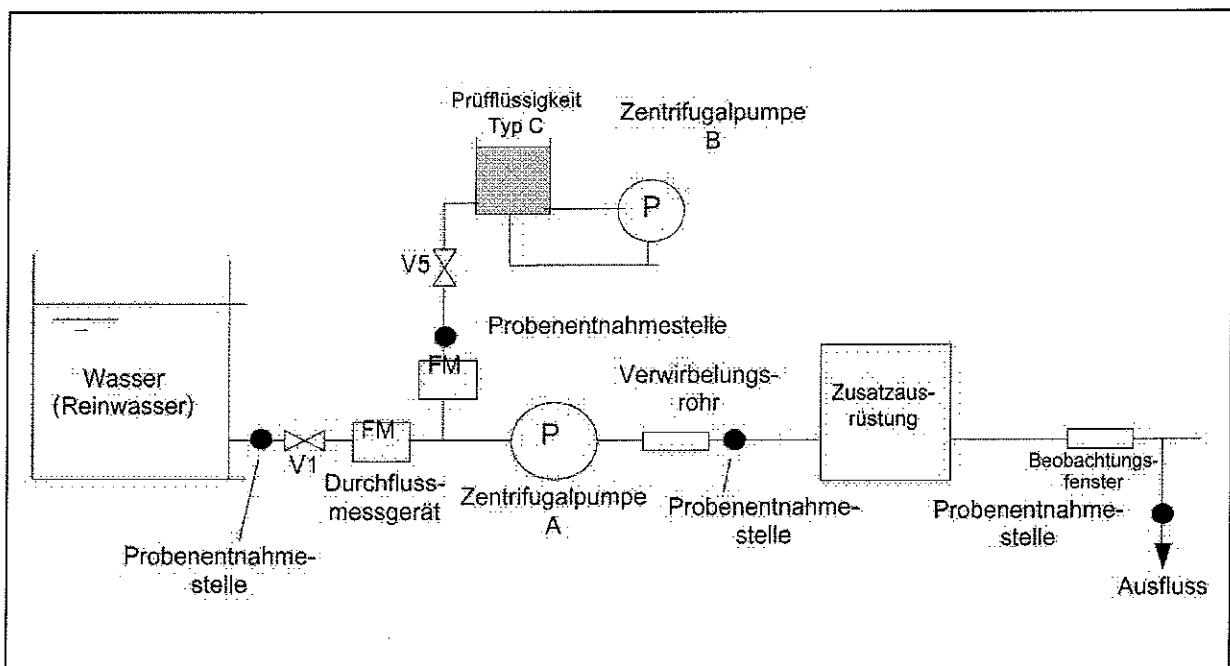 Prüfflüssigkeit
Typ C
Zentrifugalpumpe
B
P
V5
Probenentnahmestelle
FM
Wasser
(Reinwasser)
Verwirbelungs-
rohr
Zusatzaus-
rüstung
FM
P
V1
Durchfluss-
messgerät
Zentrifugalpumpe
A
Beobachtungs-
fenster
Probenentnahme-
stelle
Probenentnahme-
stelle
Probenentnahme-
stelle
Ausfluss